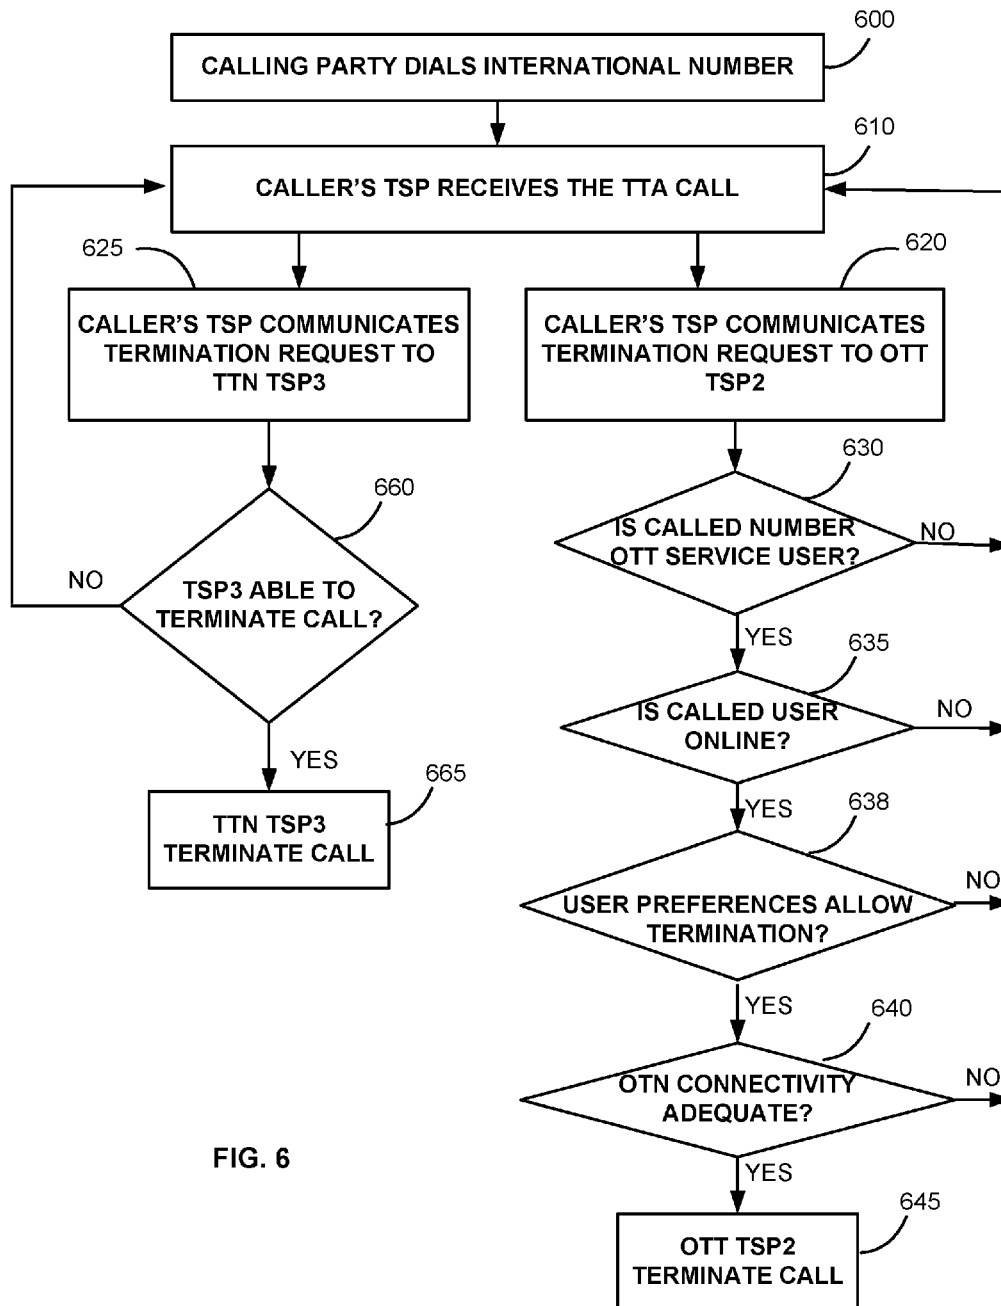 600
CALLING PARTY DIALS INTERNATIONAL NUMBER
610
CALLER'S TSP RECEIVES THE TTA CALL
625
620
CALLER'S TSP COMMUNICATES
TERMINATION REQUEST TO
TTN TSP3
CALLER'S TSP COMMUNICATES
TERMINATION REQUEST TO OTT
TSP2
630
IS CALLED NUMBER
OTT SERVICE USER?
NO
660
NO
TSP3 ABLE TO
TERMINATE CALL?
YES
635
IS CALLED USER
ONLINE?
NO
YES
665
TTN TSP3
TERMINATE CALL
YES
638
USER PREFERENCES ALLOW
TERMINATION?
NO
YES
640
OTN CONNECTIVITY
ADEQUATE?
NO
FIG. 6
YES
645
OTT TSP2
TERMINATE CALL